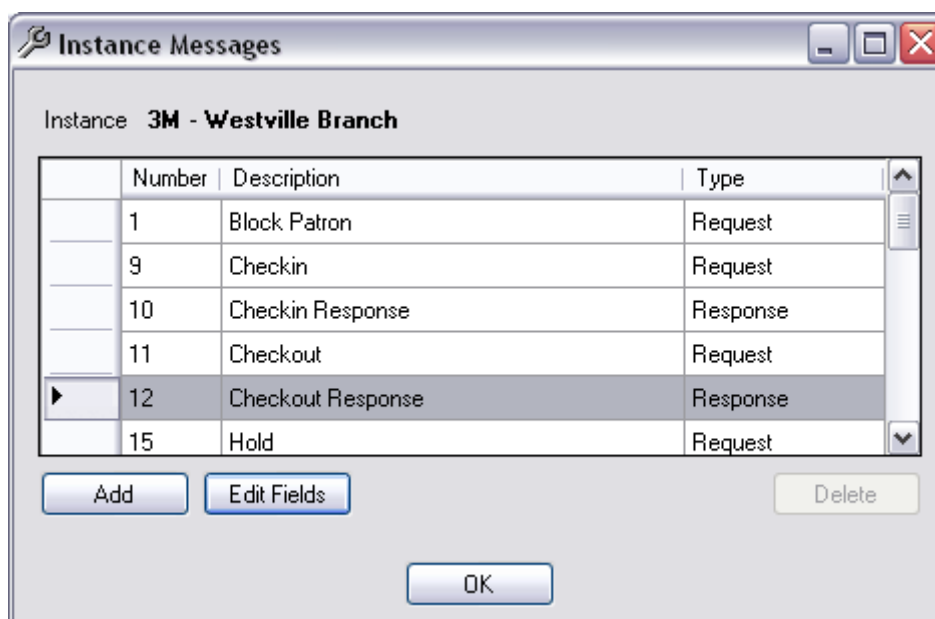 Instance Messages
Instance 3M - Westville Branch
Number Description Type
1 Block Patron Request
9 Checkin Request
10 Checkin Response Response
11 Checkout Request
12 Checkout Response Response
15 Hold Request
Add Edit Fields Delete
OK